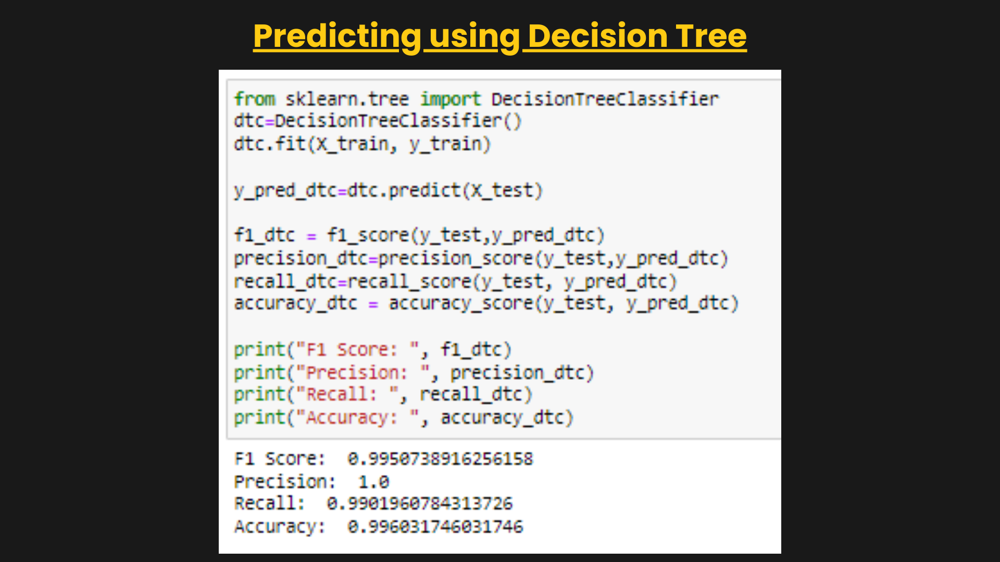 Predicting using Decision Tree
from sklearn.tree import DecisionTreeClassifier
dtc=DecisionTreeClassifier()
dtc.fit(X_train, y_train)
y_pred_dtc=dtc.predict(X_test)
f1_dtc = f1_score(y_test,y_pred_dtc)
precision_dtc=precision_score(y_test,y_pred_dtc)
recall_dtc=recall_score(y_test, y_pred_dtc)
accuracy_dtc = accuracy_score(y_test, y_pred_dtc)
print("F1 Score: ", f1_dtc)
print("Precision: ", precision_dtc)
print("Recall: ", recall_dtc)
print("Accuracy: ", accuracy_dtc)
F1 Score:  0.9950738916256158
Precision:  1.0
Recall:  0.9901960784313726
Accuracy:  0.996031746031746